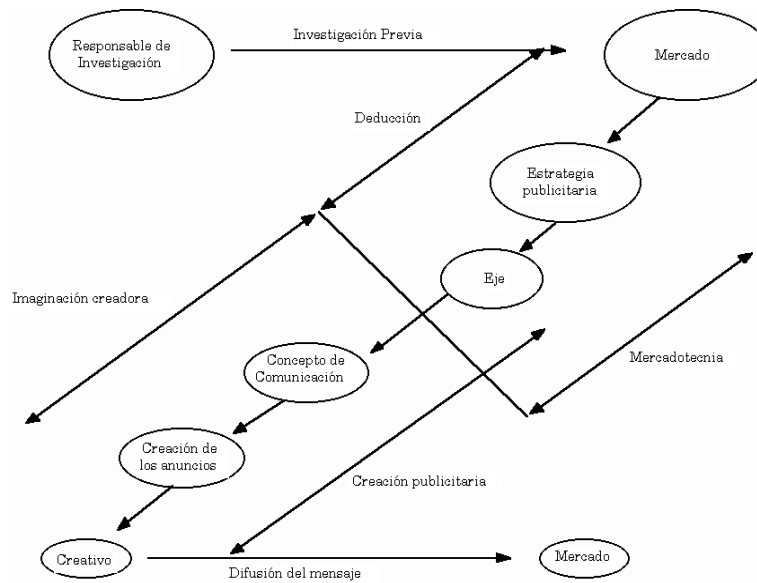 Investigación Previa
Responsable de
Investigación
Mercado
Deducción
Estrategia
publicitaria
Eje
Imaginación creadora
Concepto de
Comunicación
Mercadotecnia
Creación de
los anuncios
Creación publicitaria
Creativo
Difusión del mensaje
Mercado